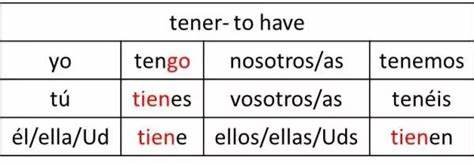 tener- to have
yo tengo nosotros/as tenemos
tú tienes vosotros/as tenéis
él/ella/Ud tiene ellos/ellas/Uds tienen